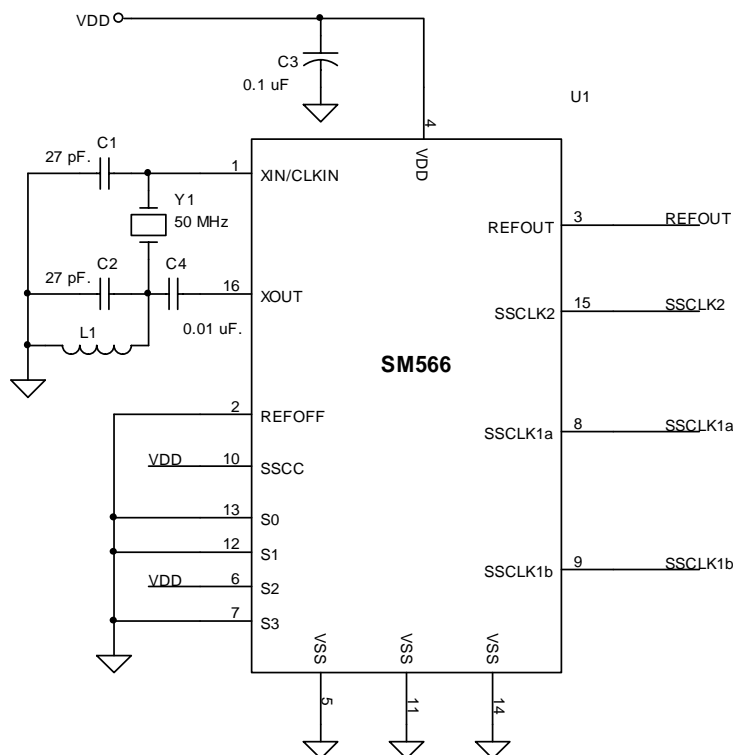 VDD
C3
0.1 uF
U1
4
VDD
C1
27 pF.
1
XIN/CLKIN
Y1
50 MHz
REFOUT
3
REFOUT
C2
27 pF.
C4
16
XOUT
0.01 uF.
L1
SSCLK2
15
SSCLK2
SM566
2
REFOFF
SSCLK1a
8
SSCLK1a
VDD
10
SSCC
13
S0
12
S1
VDD
6
S2
7
S3
SSCLK1b
9
SSCLK1b
VSS
VSS
VSS
5
11
14